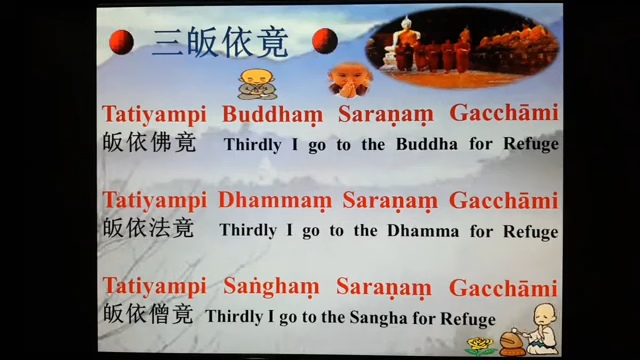 三皈依竟
Tatiyampi Buddhaṃ Saraṇaṃ Gacchāmi
皈依佛竟 Thirdly I go to the Buddha for Refuge
Tatiyampi Dhammaṃ Saraṇaṃ Gacchāmi
皈依法竟 Thirdly I go to the Dhamma for Refuge
Tatiyampi Saṅghaṃ Saraṇaṃ Gacchāmi
皈依僧竟 Thirdly I go to the Sangha for Refuge